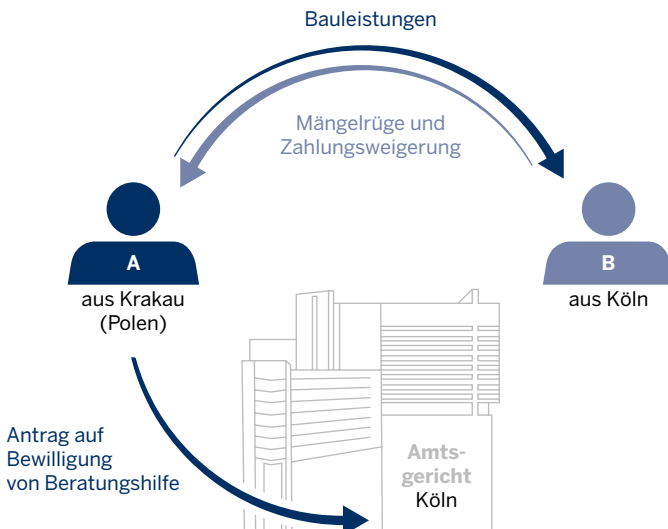 Bauleistungen
Mängelrüge und
Zahlungsweigerung
A
aus Krakau
(Polen)
B
aus Köln
Antrag auf
Bewilligung
von Beratungshilfe
Amts-
gericht
Köln